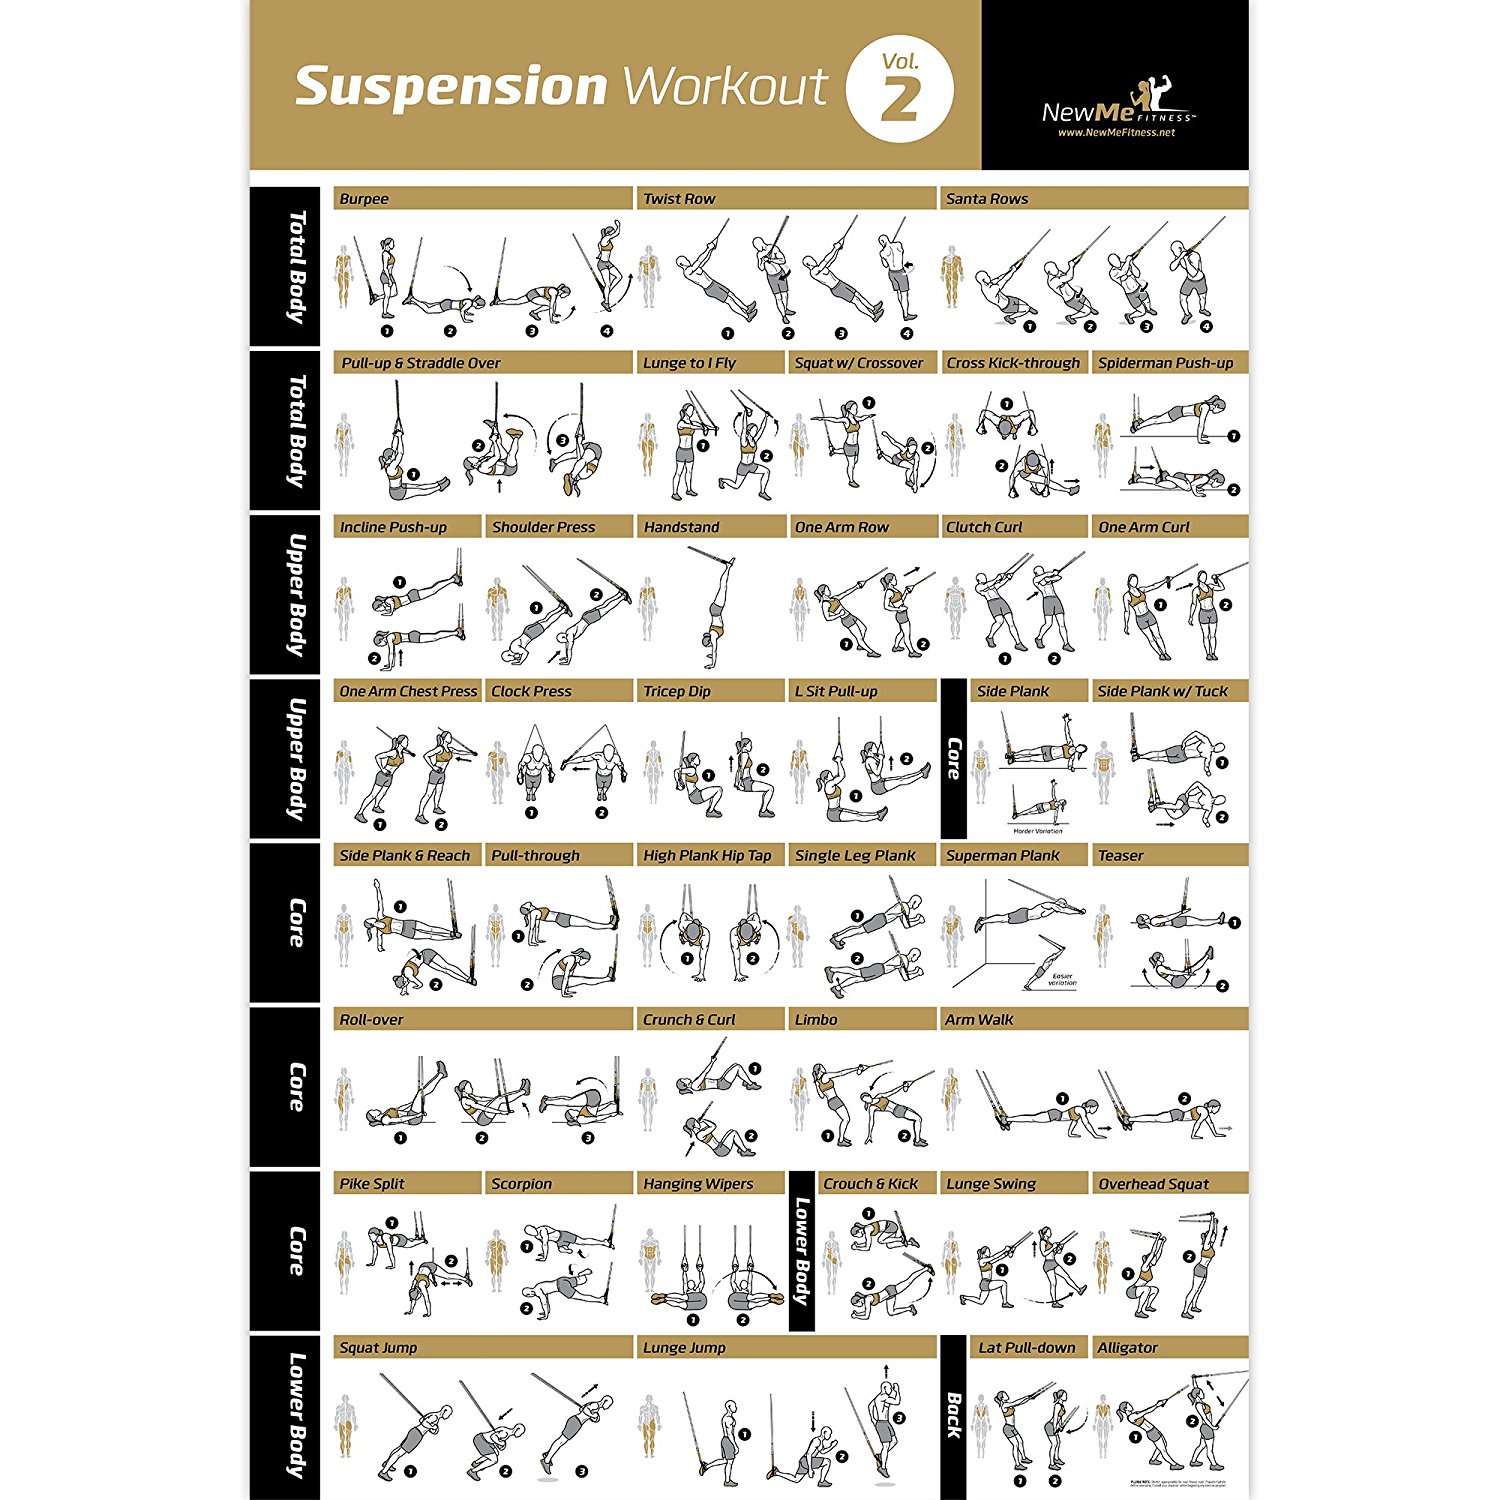 Suspension Workout
Vol.
2
NewMe
FITNESS™
www.NewMeFitness.net
Total Body
Burpee
1 2 3 4
Twist Row
1 2 3 4
Santa Rows
1 2 3 4
Total Body
Pull-up & Straddle Over
1 2 3
Lunge to I Fly
1 2
Squat w/ Crossover
1 2
Cross Kick-through
1 2
Spiderman Push-up
1 2
Upper Body
Incline Push-up
1 2
Shoulder Press
1 2
Handstand
One Arm Row
1 2
Clutch Curl
1 2
One Arm Curl
1 2
Upper Body
One Arm Chest Press
1 2
Clock Press
1 2
Tricep Dip
1 2
L Sit Pull-up
1 2
Core
Side Plank
Harder Variation
Side Plank w/ Tuck
1 2
Core
Side Plank & Reach
1 2
Pull-through
1 2
High Plank Hip Tap
1 2
Single Leg Plank
1 2
Superman Plank
Easier
variation
Teaser
1 2
Core
Roll-over
1 2 3
Crunch & Curl
1 2
Limbo
1 2
Arm Walk
1 2
Core
Pike Split
1 2
Scorpion
1 2
Hanging Wipers
1 2
Lower Body
Crouch & Kick
1 2
Lunge Swing
1 2
Overhead Squat
1 2
Lower Body
Squat Jump
1 2 3
Lunge Jump
1 2 3
Back
Lat Pull-down
1 2
Alligator
1 2